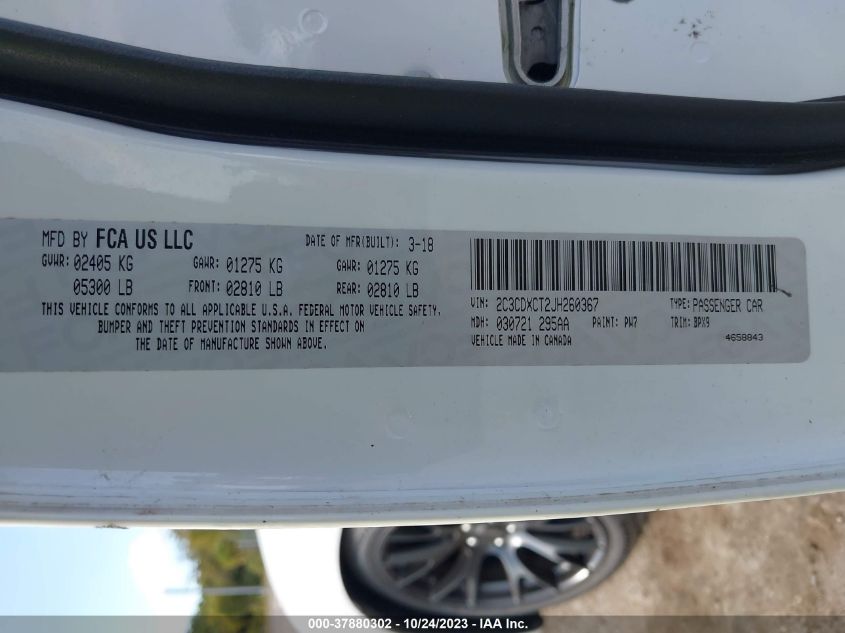 MFD BY FCA US LLC
DATE OF MFR(BUILT): 3-18
GVWR: 02405 KG GAWR: 01275 KG GAWR: 01275 KG
05300 LB FRONT: 02810 LB REAR: 02810 LB
THIS VEHICLE CONFORMS TO ALL APPLICABLE U.S.A. FEDERAL MOTOR VEHICLE SAFETY,
BUMPER AND THEFT PREVENTION STANDARDS IN EFFECT ON
THE DATE OF MANUFACTURE SHOWN ABOVE.
VIN: 2C3CDXCT2JH260367 TYPE: PASSENGER CAR
MDH: 030721 295AA PAINT: PW7 TRIM: BPX9
VEHICLE MADE IN CANADA 4658843
000-37880302 - 10/24/2023 - IAA Inc.